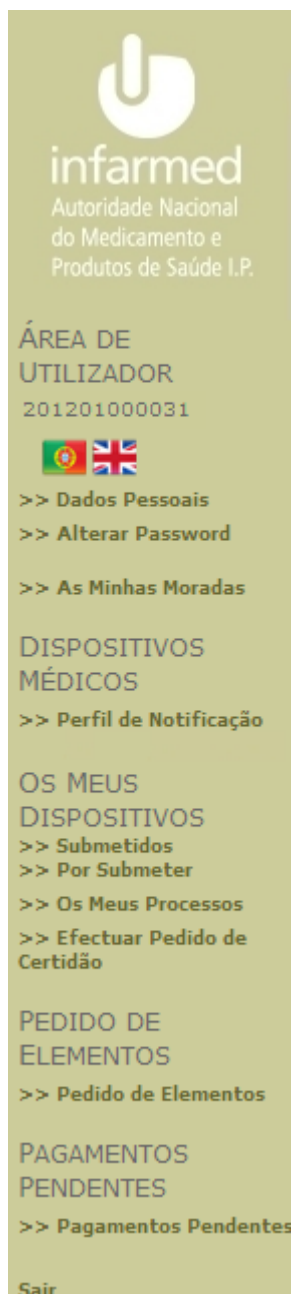 infarmed
Autoridade Nacional
do Medicamento e
Produtos de Saúde I.P.
ÁREA DE
UTILIZADOR
201201000031
>> Dados Pessoais
>> Alterar Password
>> As Minhas Moradas
DISPOSITIVOS
MÉDICOS
>> Perfil de Notificação
OS MEUS
DISPOSITIVOS
>> Submetidos
>> Por Submeter
>> Os Meus Processos
>> Efectuar Pedido de
Certidão
PEDIDO DE
ELEMENTOS
>> Pedido de Elementos
PAGAMENTOS
PENDENTES
>> Pagamentos Pendentes
Sair